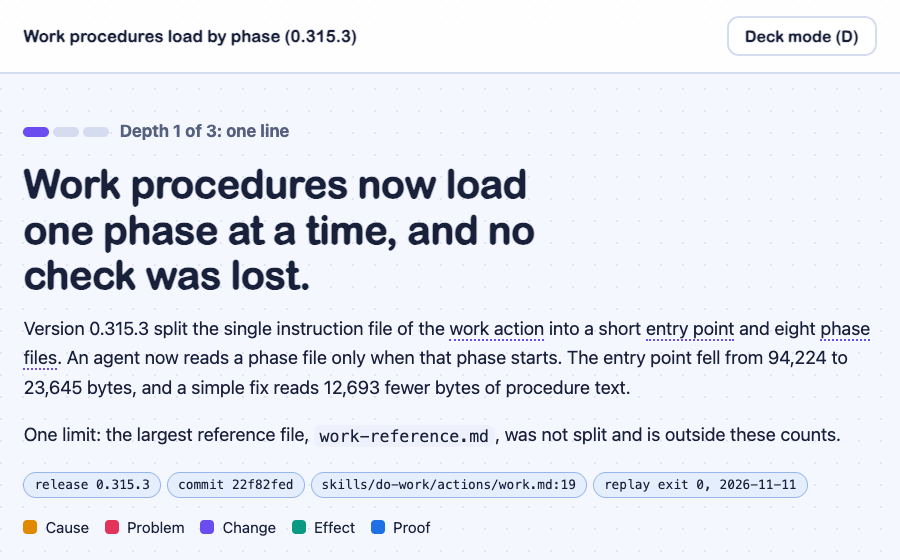 Work procedures load by phase (0.315.3)
Deck mode (D)
Depth 1 of 3: one line
Work procedures now load
one phase at a time, and no
check was lost.
Version 0.315.3 split the single instruction file of the work action into a short entry point and eight phase
files. An agent now reads a phase file only when that phase starts. The entry point fell from 94,224 to
23,645 bytes, and a simple fix reads 12,693 fewer bytes of procedure text.
One limit: the largest reference file, work-reference.md , was not split and is outside these counts.
release 0.315.3 commit 22f82fed skills/do-work/actions/work.md:19 replay exit 0, 2026-11-11
Cause Problem Change Effect Proof